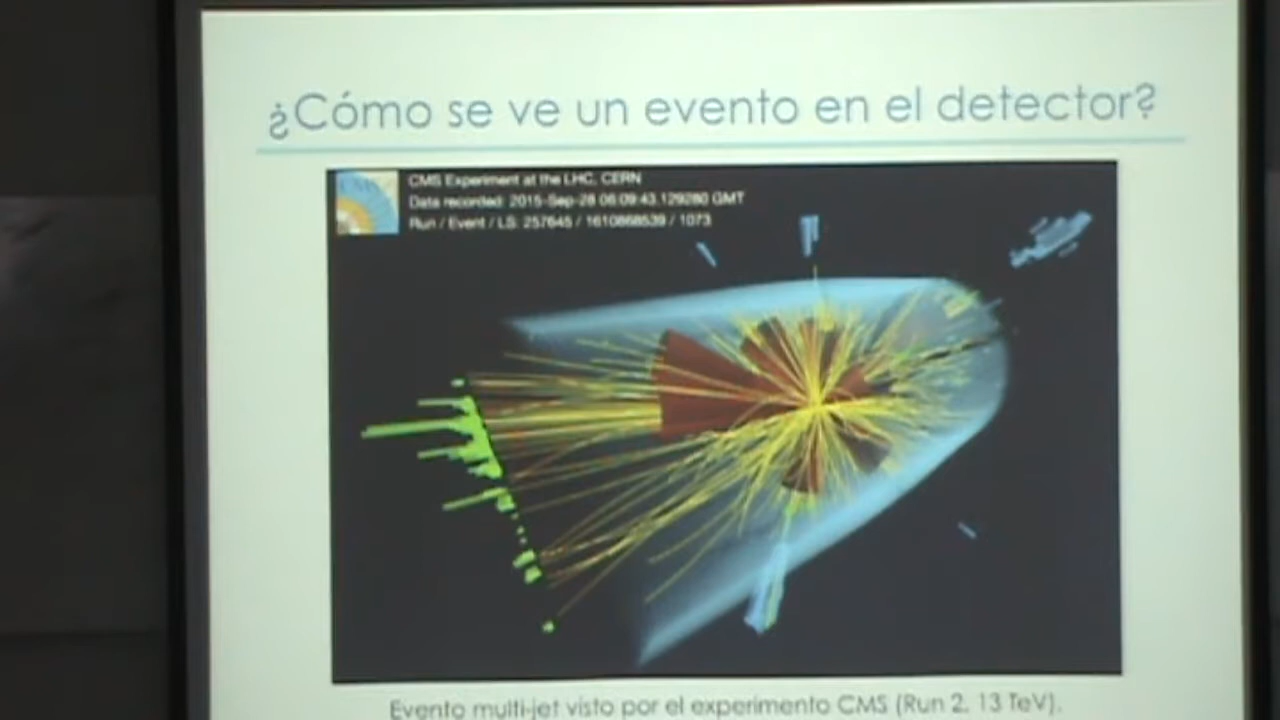 ¿Cómo se ve un evento en el detector?
CMS Experiment at the LHC, CERN
Data recorded: 2015-Sep-28 06:09:43.129280 GMT
Run / Event / LS: 257645 / 1610868539 / 1073
Evento multi-jet visto por el experimento CMS (Run 2, 13 TeV).